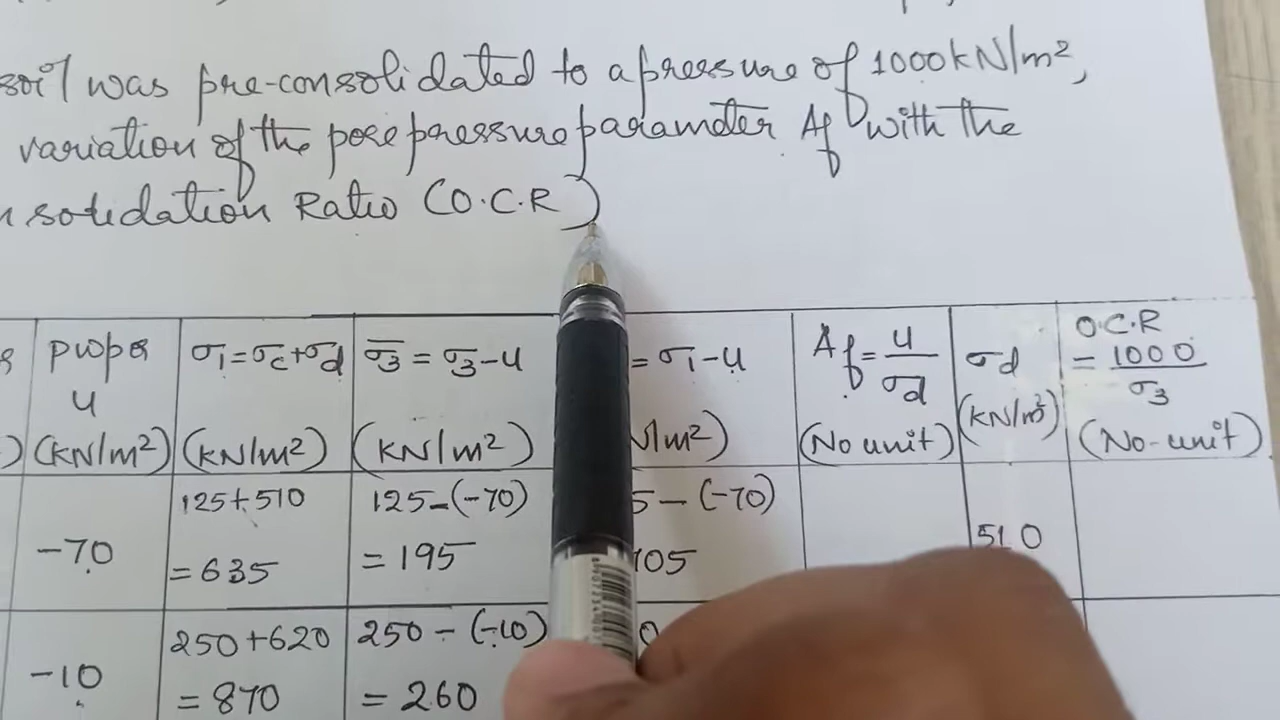 soil was pre-consolidated to a pressure of 1000kN/m²,
variation of the pore pressure parameter Af with the
nsolidation Ratio (O.C.R)
pwp u (kN/m²)
σ1=σc+σd (kN/m²)
σ̅3 = σ3-u (kN/m²)
= σ1-u N/m²)
Af = u/σd (No unit)
σd (kN/m²)
O.C.R = 1000/σ3 (No-unit)
-70
125+510 = 635
125-(-70) = 195
5-(-70) 705
510
-10
250+620 = 870
250-(-10) = 260
0